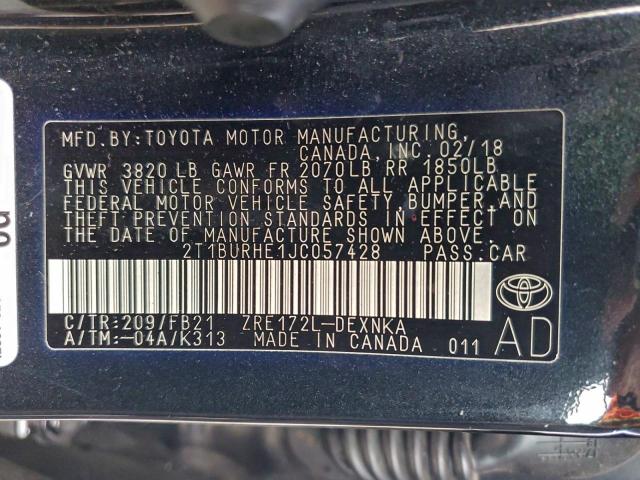 MFD. BY: TOYOTA MOTOR MANUFACTURING,
CANADA, INC. 02/18
GVWR 3820 LB GAWR FR 2070LB RR 1850LB
THIS VEHICLE CONFORMS TO ALL APPLICABLE
FEDERAL MOTOR VEHICLE SAFETY, BUMPER, AND
THEFT PREVENTION STANDARDS IN EFFECT ON
THE DATE OF MANUFACTURE SHOWN ABOVE.
2T1BURHE1JC057428 PASS. CAR
C/TR: 209/FB21 ZRE172L-DEXNKA
A/TM: -04A/K313 MADE IN CANADA 011 AD